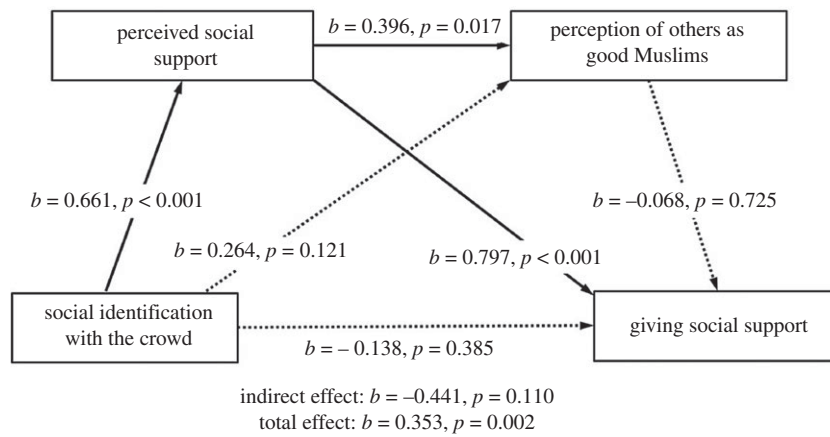 perceived social
support
b = 0.396, p = 0.017
perception of others as
good Muslims
b = 0.661, p < 0.001
b = –0.068, p = 0.725
b = 0.264, p = 0.121
b = 0.797, p < 0.001
social identification
with the crowd
giving social support
b = – 0.138, p = 0.385
indirect effect: b = –0.441, p = 0.110
total effect: b = 0.353, p = 0.002